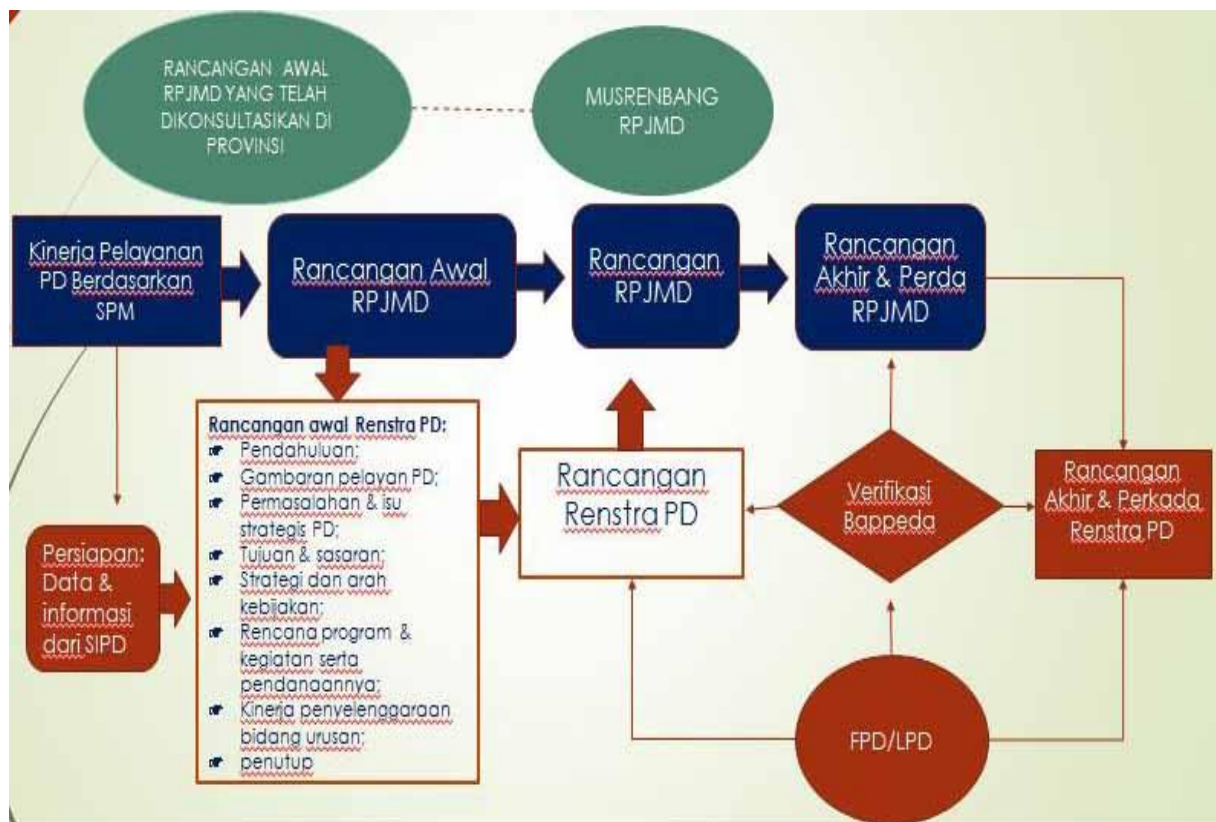 RANCANGAN AWAL
RPJMD YANG TELAH
DIKONSULTASIKAN DI
PROVINSI
MUSRENBANG
RPJMD
Kinerja Pelayanan
PD Berdasarkan
SPM
Rancangan Awal
RPJMD
Rancangan
RPJMD
Rancangan
Akhir & Perda
RPJMD
Rancangan awal Renstra PD:
☛ Pendahuluan;
☛ Gambaran pelayan PD;
☛ Permasalahan & isu
strategis PD;
☛ Tujuan & sasaran;
☛ Strategi dan arah
kebijakan;
☛ Rencana program &
kegiatan serta
pendanaannya;
☛ Kinerja penyelenggaraan
bidang urusan;
☛ penutup
Persiapan:
Data &
informasi
dari SIPD
Rancangan
Renstra PD
Verifikasi
Bappeda
Rancangan
Akhir & Perkada
Renstra PD
FPD/LPD